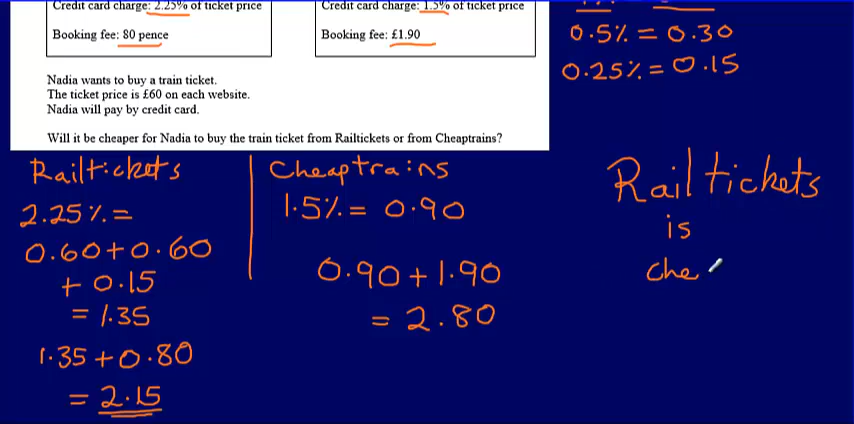 Credit card charge: 2.25% of ticket price
Booking fee: 80 pence
Credit card charge: 1.5% of ticket price
Booking fee: £1.90
Nadia wants to buy a train ticket.
The ticket price is £60 on each website.
Nadia will pay by credit card.
Will it be cheaper for Nadia to buy the train ticket from Railtickets or from Cheaptrains?
0.5% = 0.30
0.25% = 0.15
Railtickets
2.25% =
0.60+0.60
+ 0.15
= 1.35
1.35+0.80
= 2.15
Cheaptrains
1.5% = 0.90
0.90+1.90
= 2.80
Railtickets
is
che